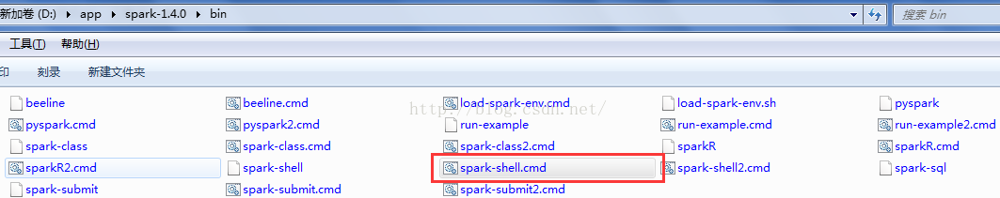 新加卷 (D:) ▸ app ▸ spark-1.4.0 ▸ bin 搜索 bin
工具(T) 帮助(H)
印 刻录 新建文件夹
beeline beeline.cmd load-spark-env.cmd load-spark-env.sh pyspark
http://blog.csdn.net/
pyspark.cmd pyspark2.cmd run-example run-example.cmd run-example2.cmd
spark-class spark-class.cmd spark-class2.cmd sparkR sparkR.cmd
sparkR2.cmd spark-shell spark-shell.cmd spark-shell2.cmd spark-sql
spark-submit spark-submit.cmd spark-submit2.cmd